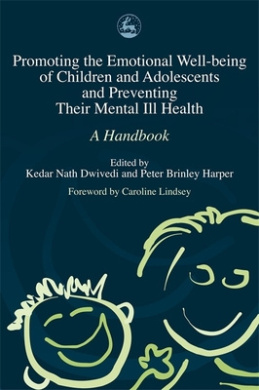 Promoting the Emotional Well-being
of Children and Adolescents
and Preventing
Their Mental Ill Health
A Handbook
Edited by
Kedar Nath Dwivedi and Peter Brinley Harper
Foreword by Caroline Lindsey